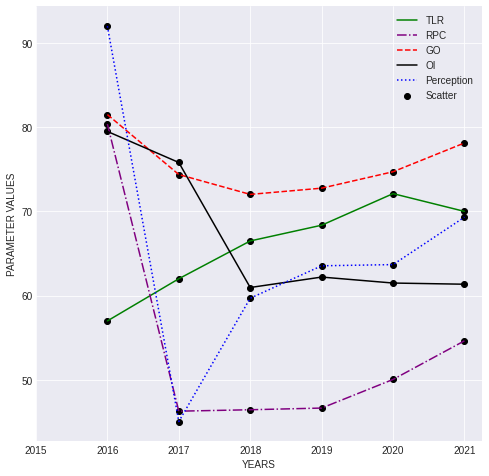 TLR
RPC
GO
OI
Perception
Scatter
90
80
70
60
50
PARAMETER VALUES
2015 2016 2017 2018 2019 2020 2021
YEARS